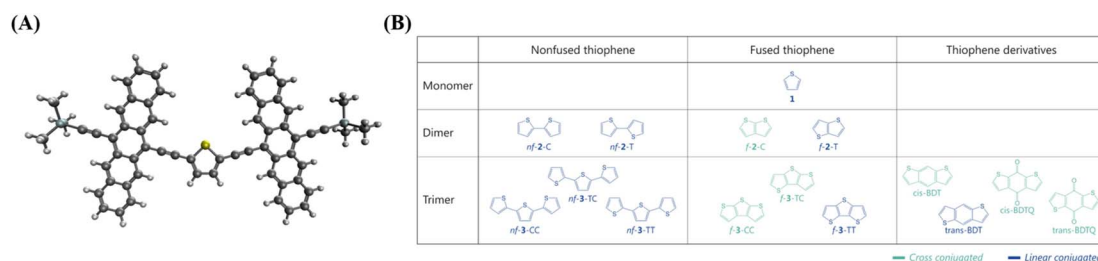 (A)
(B)
Nonfused thiophene Fused thiophene Thiophene derivatives
Monomer
S
1
Dimer
S S S S S S S S
nf-2-C nf-2-T f-2-C f-2-T
Trimer
S S S
nf-3-TC
S S S S S S
nf-3-CC nf-3-TT
S S S
f-3-TC
S S S S S S
f-3-CC f-3-TT
S S
cis-BDT
O S S O
cis-BDTQ
S S
trans-BDT
O S S O
trans-BDTQ
Cross conjugated Linear conjugated